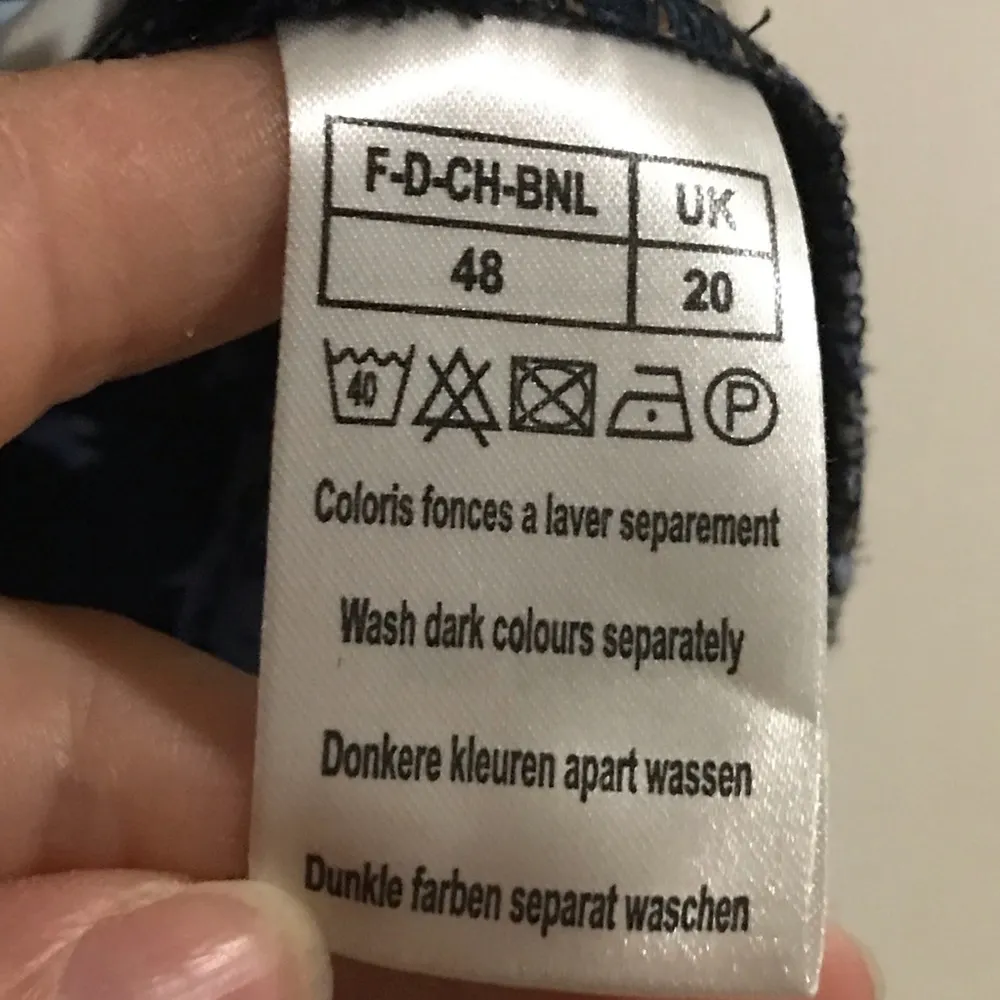 F-D-CH-BNL UK
48 20
40 P
Coloris fonces a laver separement
Wash dark colours separately
Donkere kleuren apart wassen
Dunkle farben separat waschen